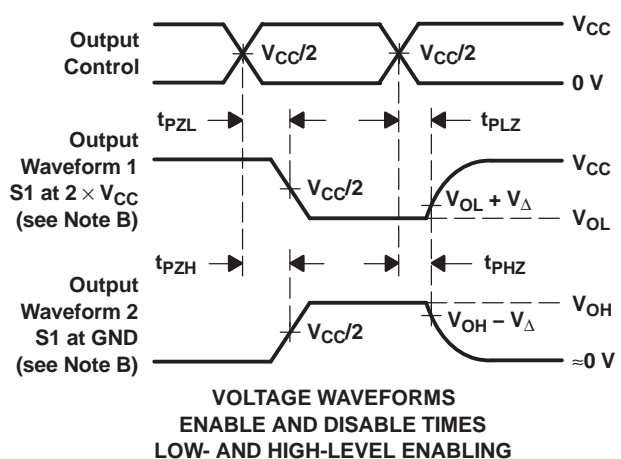 Output
Control
V_CC/2
V_CC/2
V_CC
0 V
t_PZL
t_PLZ
Output
Waveform 1
S1 at 2 × V_CC
(see Note B)
V_CC/2
V_CC
V_OL + V_Δ
V_OL
t_PZH
t_PHZ
Output
Waveform 2
S1 at GND
(see Note B)
V_CC/2
V_OH
V_OH – V_Δ
≈0 V
VOLTAGE WAVEFORMS
ENABLE AND DISABLE TIMES
LOW- AND HIGH-LEVEL ENABLING